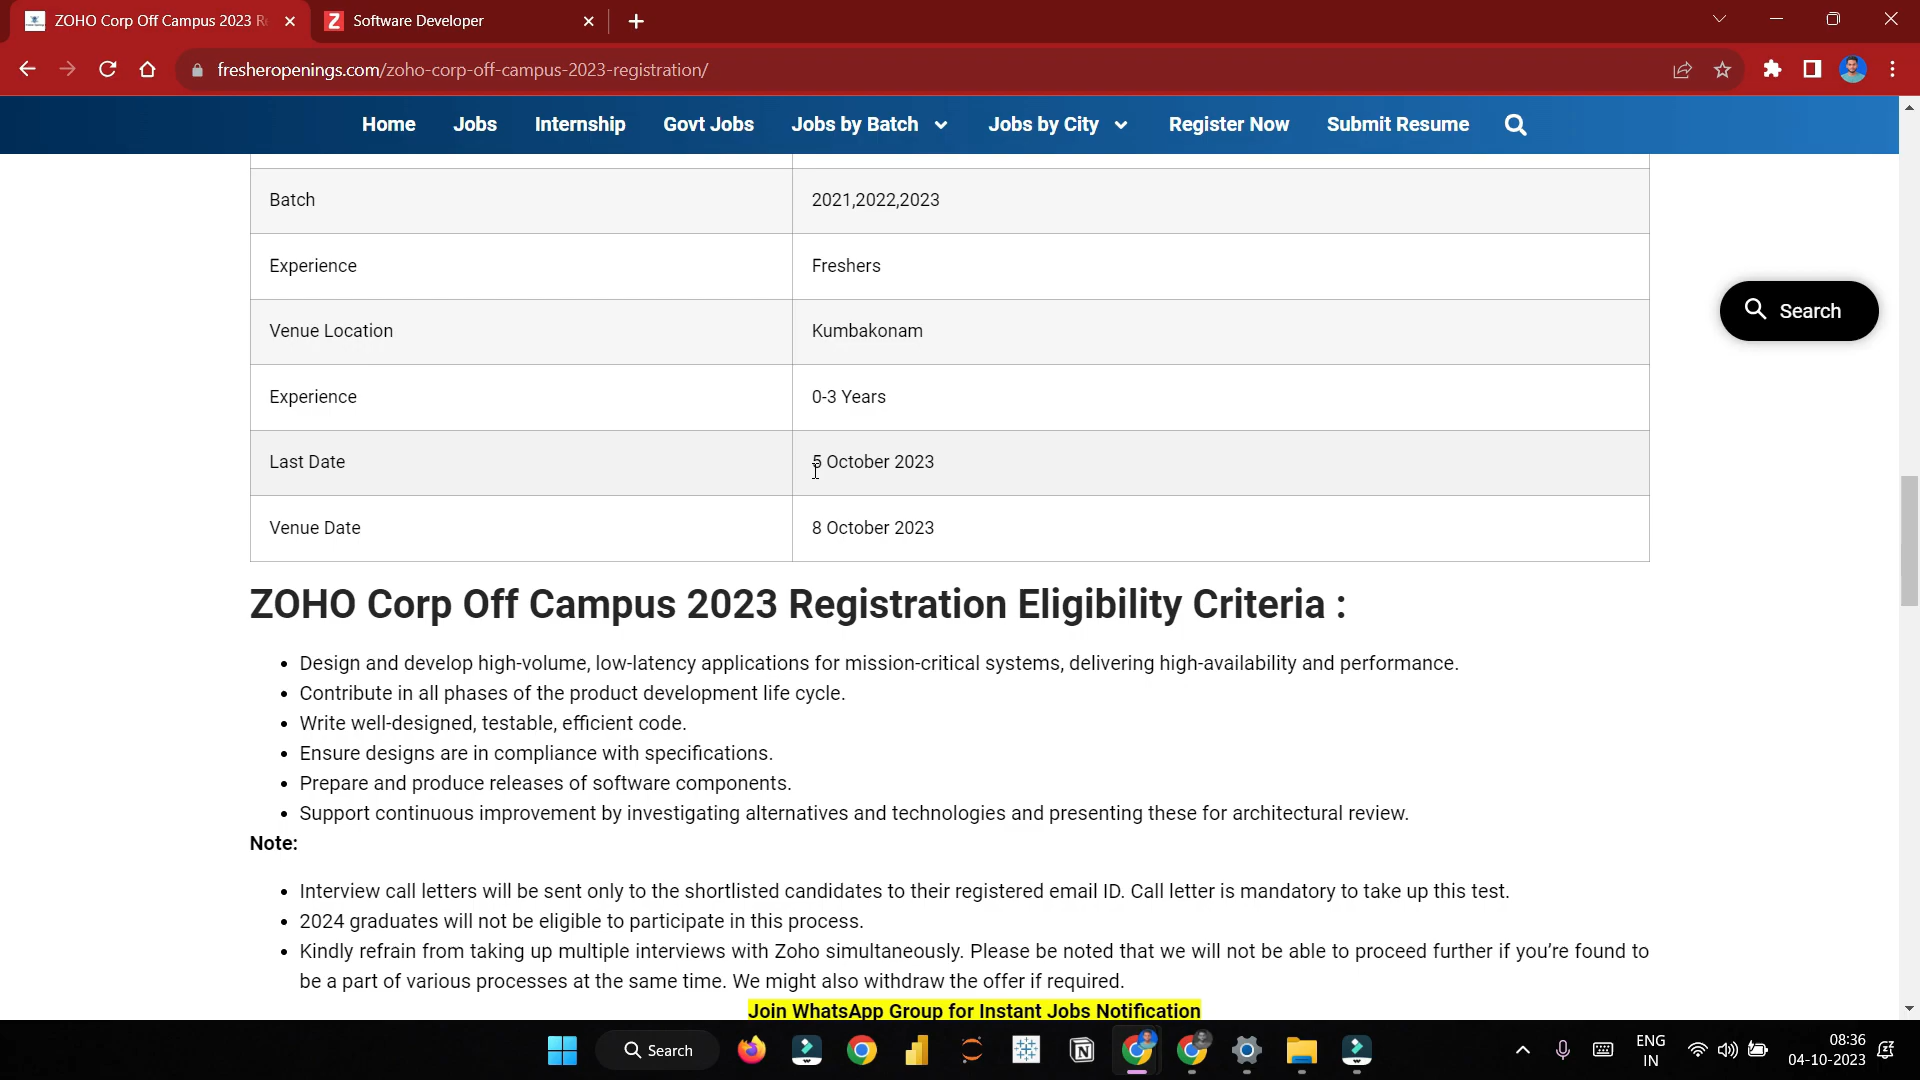 ZOHO Corp Off Campus 2023 R
Software Developer
fresheropenings.com/zoho-corp-off-campus-2023-registration/
Home Jobs Internship Govt Jobs Jobs by Batch Jobs by City Register Now Submit Resume
Batch 2021,2022,2023
Experience Freshers
Search
Venue Location Kumbakonam
Experience 0-3 Years
Last Date 5 October 2023
Venue Date 8 October 2023
ZOHO Corp Off Campus 2023 Registration Eligibility Criteria :
• Design and develop high-volume, low-latency applications for mission-critical systems, delivering high-availability and performance.
• Contribute in all phases of the product development life cycle.
• Write well-designed, testable, efficient code.
• Ensure designs are in compliance with specifications.
• Prepare and produce releases of software components.
• Support continuous improvement by investigating alternatives and technologies and presenting these for architectural review.
Note:
• Interview call letters will be sent only to the shortlisted candidates to their registered email ID. Call letter is mandatory to take up this test.
• 2024 graduates will not be eligible to participate in this process.
• Kindly refrain from taking up multiple interviews with Zoho simultaneously. Please be noted that we will not be able to proceed further if you’re found to
be a part of various processes at the same time. We might also withdraw the offer if required.
Join WhatsApp Group for Instant Jobs Notification
Search
ENG
IN
08:36
04-10-2023